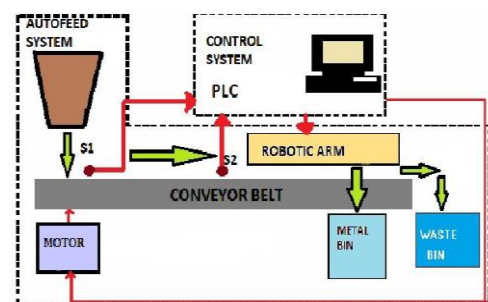 AUTOFEED
SYSTEM
CONTROL
SYSTEM
PLC
S1
S2
ROBOTIC ARM
CONVEYOR BELT
MOTOR
METAL
BIN
WASTE
BIN